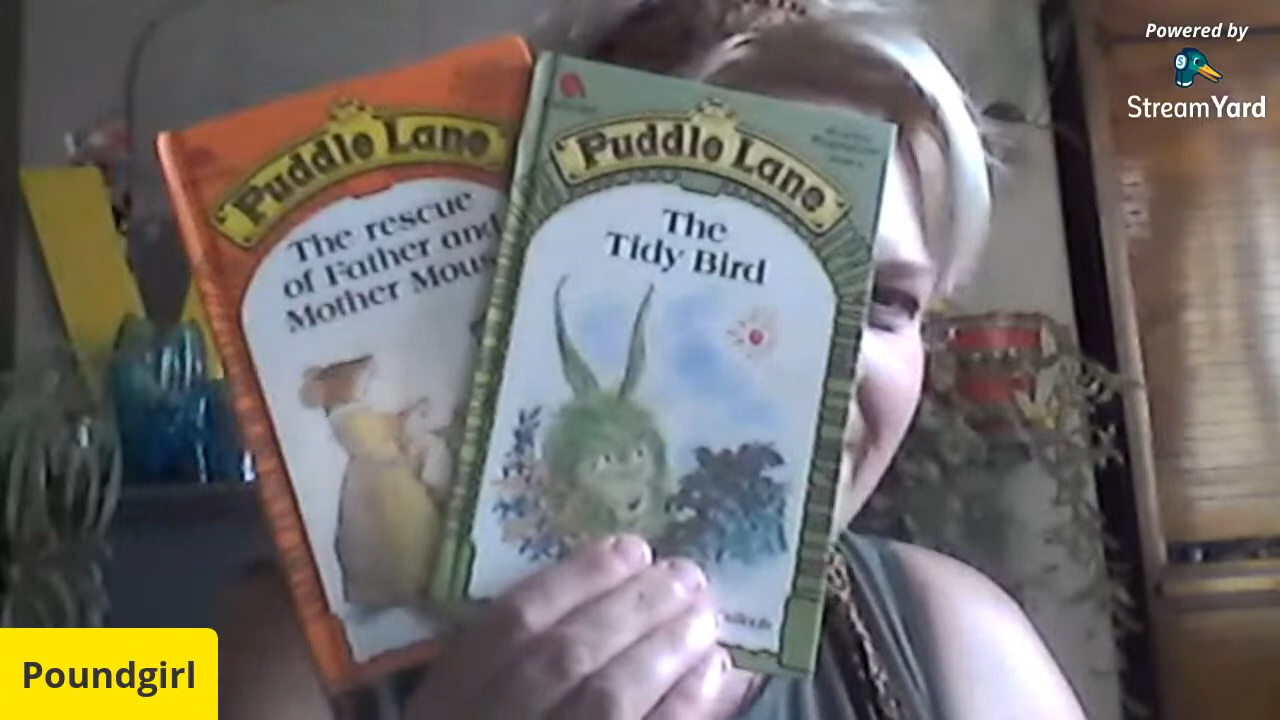 Powered by
StreamYard
Puddle Lane
The rescue
of Father and
Mother Mous
Puddle Lane
The
Tidy Bird
Poundgirl